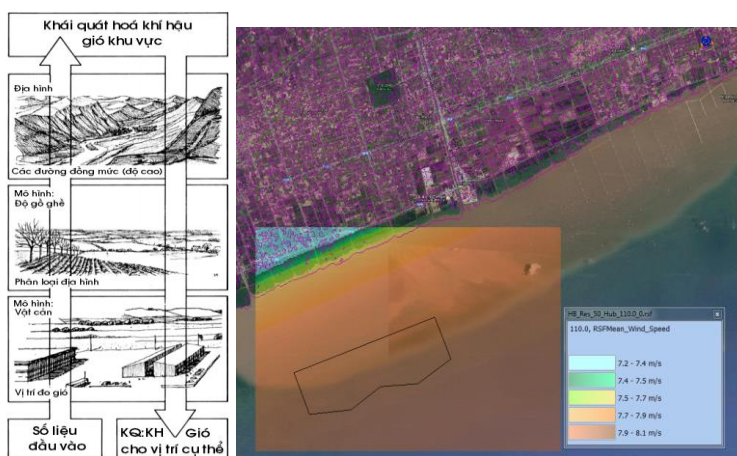 Khái quát hoá khí hậu
gió khu vực
Địa hình
Các đường đồng mức (độ cao)
Mô hình:
Độ gồ ghề
Phân loại địa hình
Mô hình:
Vật cản
Vị trí đo gió
Số liệu
đầu vào
KQ:KH Gió
cho vị trí cụ thể
HB_Res_50_Hub_110.0_0.rsf
110.0, RSFMean_Wind_Speed
7.2 - 7.4 m/s
7.4 - 7.5 m/s
7.5 - 7.7 m/s
7.7 - 7.9 m/s
7.9 - 8.1 m/s